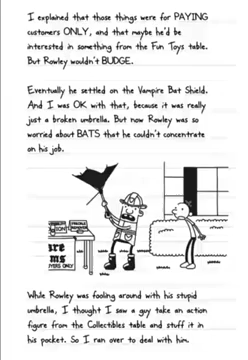 I explained that those things were for PAYING
customers ONLY, and that maybe he'd be
interested in something from the Fun Toys table.
But Rowley wouldn't BUDGE.
Eventually he settled on the Vampire Bat Shield.
And I was OK with that, because it was really
just a broken umbrella. But now Rowley was so
worried about BATS that he couldn't concentrate
on his job.
While Rowley was fooling around with his stupid
umbrella, I thought I saw a guy take an action
figure from the Collectibles table and stuff it in
his pocket. So I ran over to deal with him.